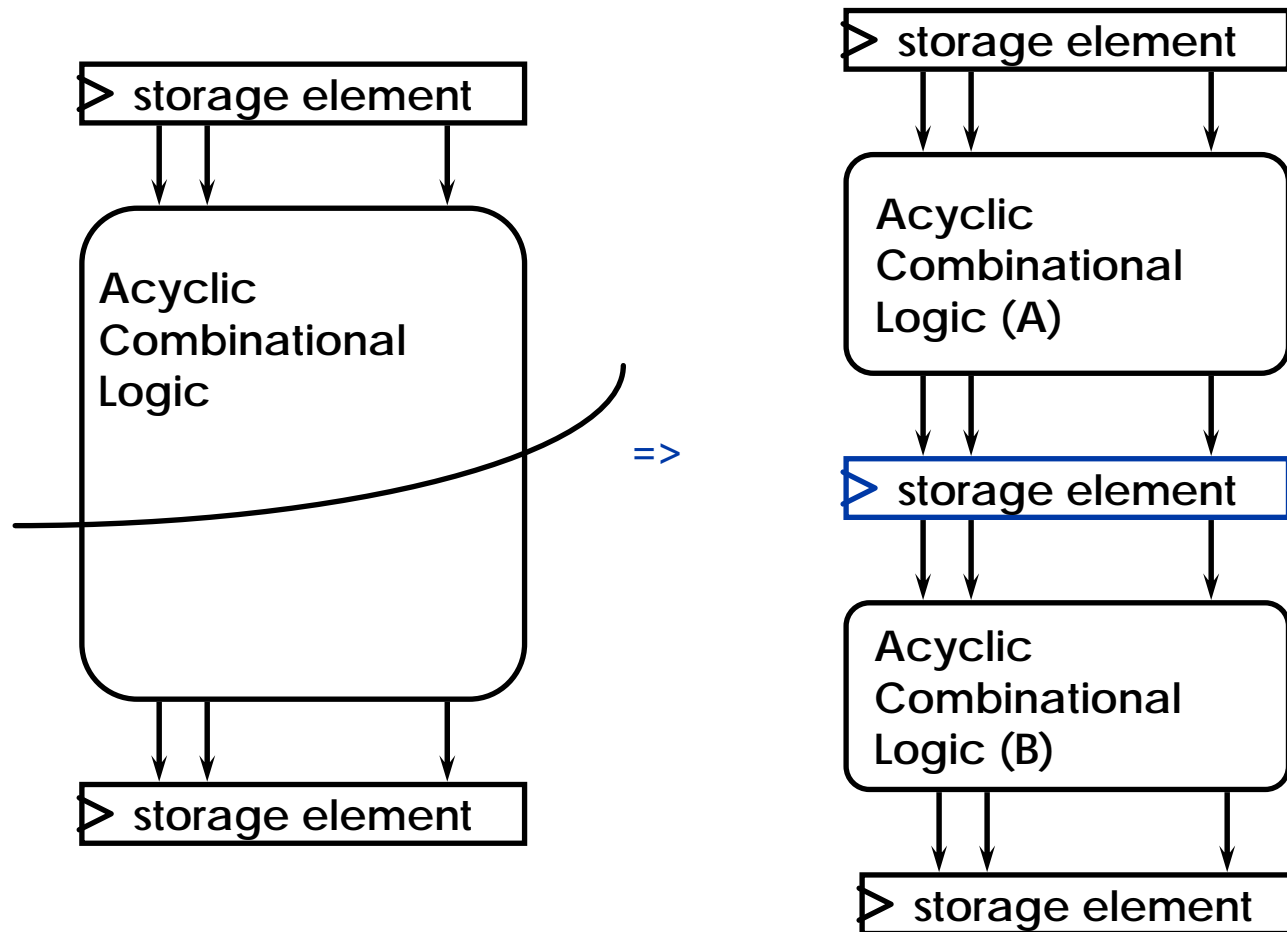 storage element
Acyclic
Combinational
Logic
storage element
=>
storage element
Acyclic
Combinational
Logic (A)
storage element
Acyclic
Combinational
Logic (B)
storage element